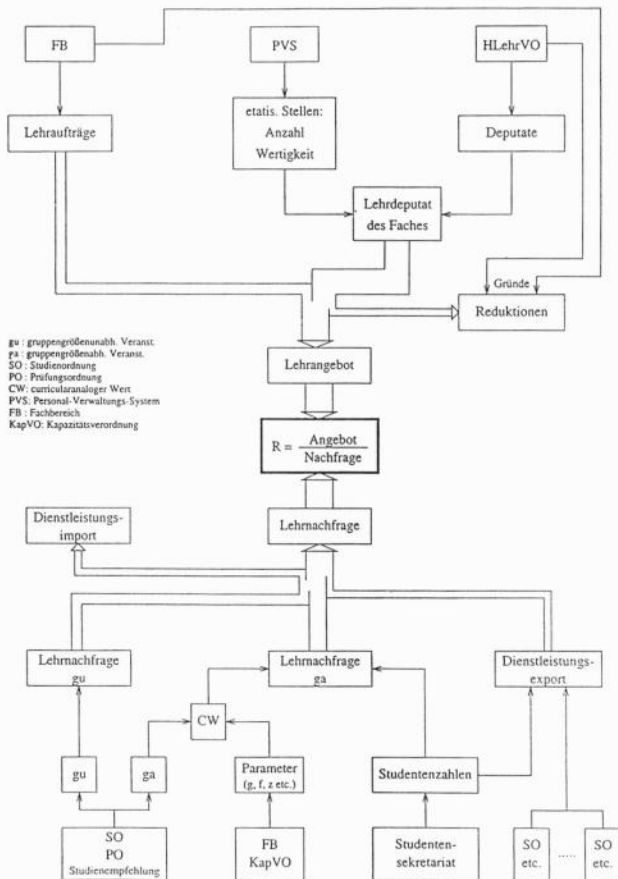 FB
PVS
HLehrVO
Lehraufträge
etatis. Stellen:
Anzahl
Wertigkeit
Deputate
Lehrdeputat
des Faches
Gründe
Reduktionen
gu : gruppengrößenunabh. Veranst.
ga : gruppengrößenabh. Veranst.
SO : Studienordnung
PO : Prüfungsordnung
CW: curricularanaloger Wert
PVS: Personal-Verwaltungs-System
FB : Fachbereich
KapVO: Kapazitätsverordnung
Lehrangebot
R = Angebot
Nachfrage
Dienstleistungs-
import
Lehrnachfrage
Lehrnachfrage
gu
Lehrnachfrage
ga
Dienstleistungs-
export
CW
gu
ga
Parameter
(g, f, z etc.)
Studentenzahlen
SO
PO
Studienempfehlung
FB
KapVO
Studenten-
sekretariat
SO
etc.
.....
SO
etc.